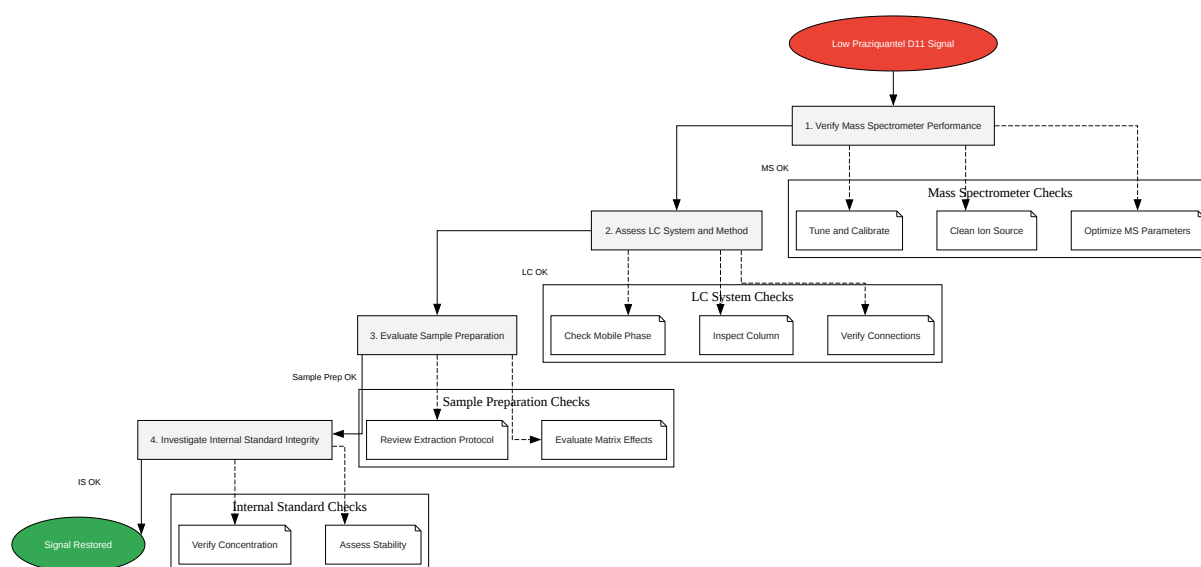 Low Praziquantel D11 Signal
1. Verify Mass Spectrometer Performance
MS OK
Mass Spectrometer Checks
Tune and Calibrate
Clean Ion Source
Optimize MS Parameters
2. Assess LC System and Method
LC OK
LC System Checks
Check Mobile Phase
Inspect Column
Verify Connections
3. Evaluate Sample Preparation
Sample Prep OK
Sample Preparation Checks
Review Extraction Protocol
Evaluate Matrix Effects
4. Investigate Internal Standard Integrity
IS OK
Internal Standard Checks
Verify Concentration
Assess Stability
Signal Restored